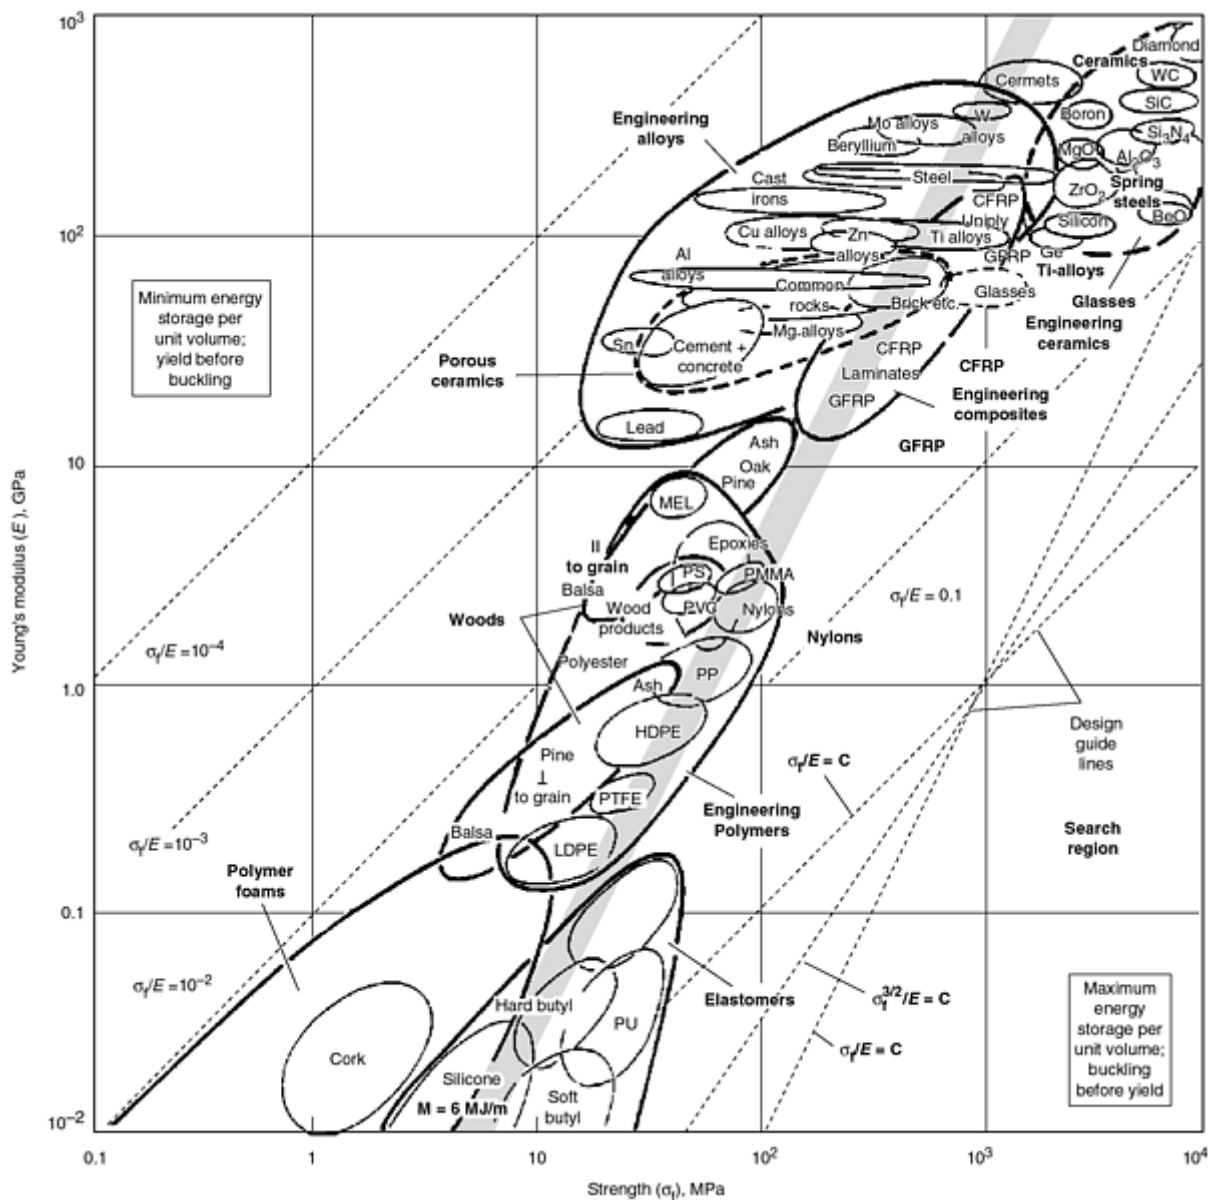 10³
Diamond
Ceramics
WC
Cermets
SiC
Boron
W-
alloys
Mo alloys
Engineering
alloys
Si₃N₄
Beryllium
MgO
Al₂O₃
Steel
Cast
irons
Spring
steels
ZrO₂
CFRP
BeO
Uniply
Silicon
10²
Cu alloys
Zn
alloys
Ti alloys
Al
alloys
GFRP
Ge
Ti-alloys
Minimum energy
storage per
unit volume;
yield before
buckling
Common
rocks
Brick etc.
Glasses
Glasses
Engineering
ceramics
Mg alloys
Sn
Cement +
concrete
Porous
ceramics
CFRP
Laminates
GFRP
CFRP
Engineering
composites
Lead
GFRP
Ash
Oak
Pine
10
MEL
Young's modulus (E), GPa
Epoxies
II
to grain
PS
PMMA
Balsa
Wood
products
PVC
Nylons
σf/E = 0.1
Woods
Nylons
σf/E = 10⁻⁴
Polyester
PP
1.0
Ash
HDPE
Design
guide
lines
Pine
⊥
to grain
σf/E = C
PTFE
Engineering
Polymers
Balsa
LDPE
Search
region
σf/E = 10⁻³
Polymer
foams
0.1
σf/E = 10⁻²
Hard butyl
Elastomers
PU
σf^3/2/E = C
Maximum
energy
storage per
unit volume;
buckling
before yield
σf/E = C
Cork
Silicone
M = 6 MJ/m
Soft
butyl
10⁻²
0.1
1
10
10²
10³
10⁴
Strength (σf), MPa